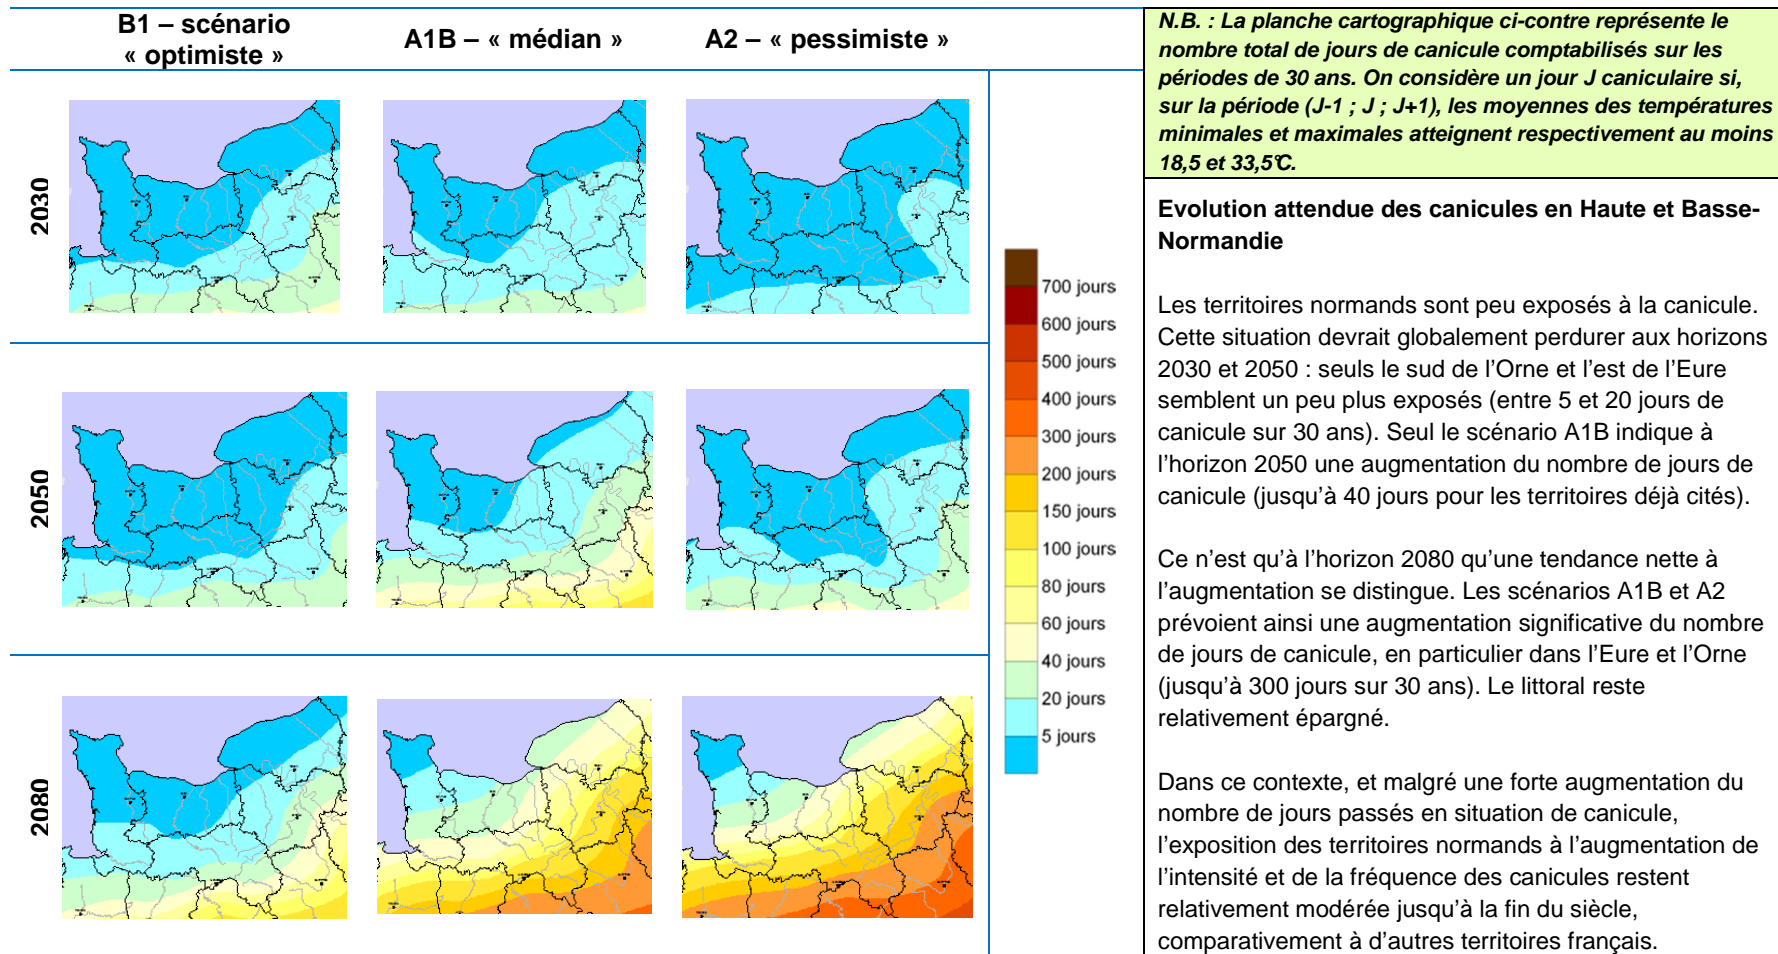 B1 – scénario
« optimiste »
A1B – « médian »
A2 – « pessimiste »
2030
2050
2080
700 jours
600 jours
500 jours
400 jours
300 jours
200 jours
150 jours
100 jours
80 jours
60 jours
40 jours
20 jours
5 jours
N.B. : La planche cartographique ci-contre représente le
nombre total de jours de canicule comptabilisés sur les
périodes de 30 ans. On considère un jour J caniculaire si,
sur la période (J-1 ; J ; J+1), les moyennes des températures
minimales et maximales atteignent respectivement au moins
18,5 et 33,5°C.
Evolution attendue des canicules en Haute et Basse-
Normandie
Les territoires normands sont peu exposés à la canicule.
Cette situation devrait globalement perdurer aux horizons
2030 et 2050 : seuls le sud de l'Orne et l'est de l'Eure
semblent un peu plus exposés (entre 5 et 20 jours de
canicule sur 30 ans). Seul le scénario A1B indique à
l'horizon 2050 une augmentation du nombre de jours de
canicule (jusqu'à 40 jours pour les territoires déjà cités).
Ce n'est qu'à l'horizon 2080 qu'une tendance nette à
l'augmentation se distingue. Les scénarios A1B et A2
prévoient ainsi une augmentation significative du nombre
de jours de canicule, en particulier dans l'Eure et l'Orne
(jusqu'à 300 jours sur 30 ans). Le littoral reste
relativement épargné.
Dans ce contexte, et malgré une forte augmentation du
nombre de jours passés en situation de canicule,
l'exposition des territoires normands à l'augmentation de
l'intensité et de la fréquence des canicules restent
relativement modérée jusqu'à la fin du siècle,
comparativement à d'autres territoires français.